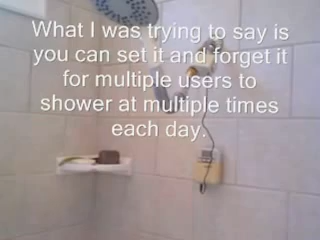 What I was trying to say is
you can set it and forget it
for multiple users to
shower at multiple times
each day.